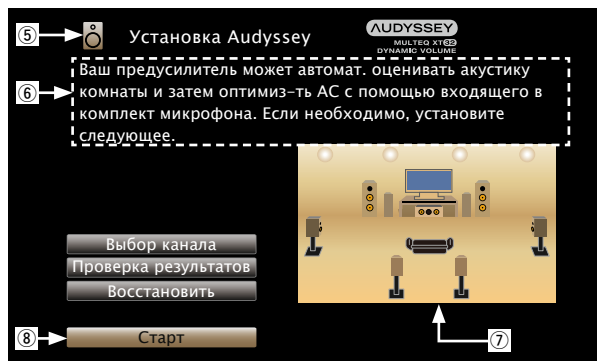 ⑤
Установка Audyssey
AUDYSSEY
MULTEQ XT32
DYNAMIC VOLUME
⑥
Ваш предусилитель может автомат. оценивать акустику
комнаты и затем оптимиз–ть АС с помощью входящего в
комплект микрофона. Если необходимо, установите
следующее.
Выбор канала
Проверка результатов
Восстановить
⑧
Старт
⑦